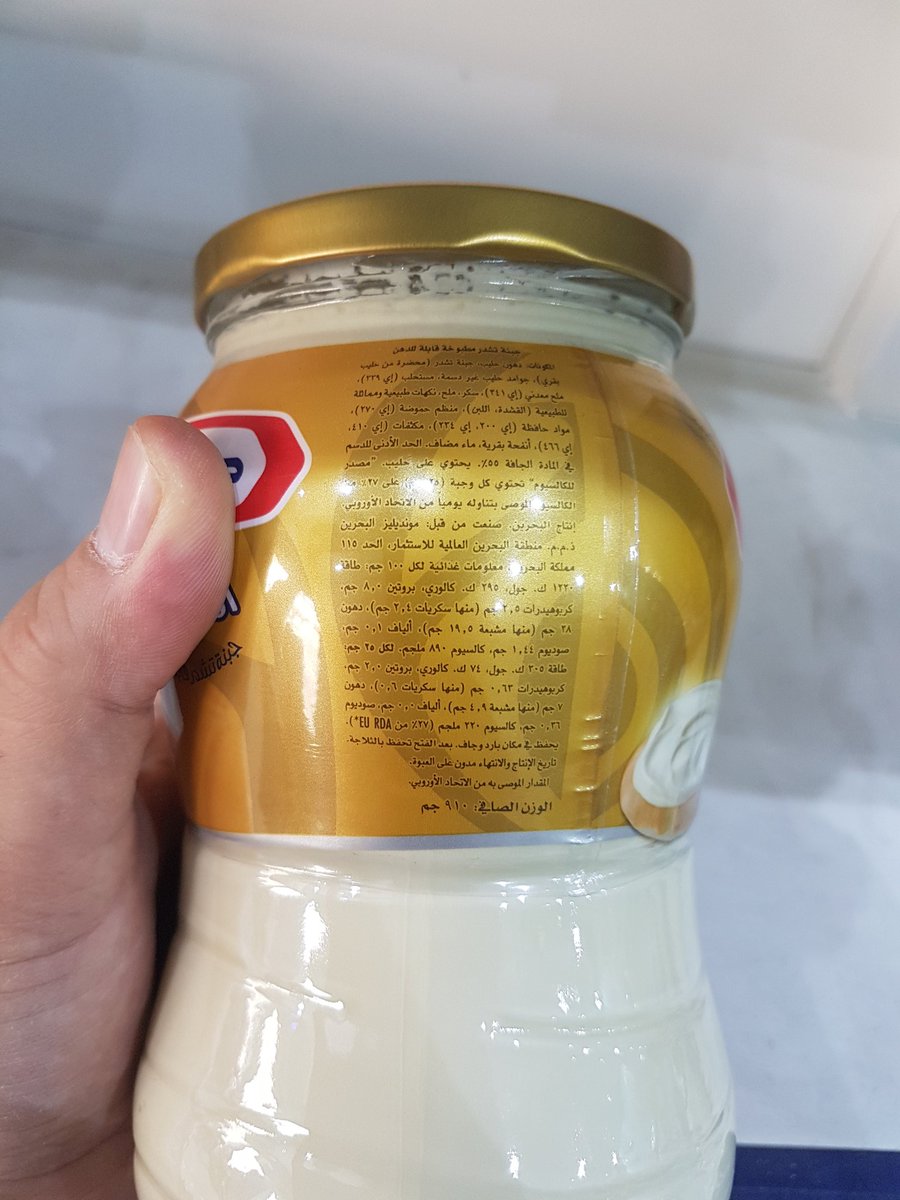 جبنة تشدر مطبوخة قابلة للدهن
المكونات: دهون حليب، جبنة تشدر (محضرة من حليب
بقري)، جوامد حليب غير دسمة، مستحلب (إي ٣٣٩)،
ملح معدني (إي ٣٤١)، سكر، ملح، نكهات طبيعية ومماثلة
للطبيعية (القشدة، اللبن)، منظم حموضة (إي ٢٧٠)،
مواد حافظة (إي ٢٠٠، إي ٢٣٤)، مكثفات (إي ٤١٠،
إي ٤٦٦)، أنفحة بقرية، ماء مضاف. الحد الأدنى للدسم
في المادة الجافة ٥٥٪. يحتوي على حليب. "مصدر
للكالسيوم" تحتوي كل وجبة على ٢٧٪ من
الكالسيوم الموصى بتناوله يومياً من الاتحاد الأوروبي.
إنتاج البحرين. صنعت من قبل: مونديليز البحرين
ذ.م.م. منطقة البحرين العالمية للاستثمار، الحد ١١٥
مملكة البحرين معلومات غذائية لكل ١٠٠ جم: طاقة
١٢٢٠ ك. جول، ٢٩٥ ك. كالوري، بروتين ٨,٠ جم،
كربوهيدرات ٢,٥ جم (منها سكريات ٢,٤ جم)، دهون
٢٨ جم (منها مشبعة ١٩,٥ جم)، ألياف ٠,١ جم،
صوديوم ١,٤٤ جم، كالسيوم ٨٩٠ ملجم. لكل ٢٥ جم:
طاقة ٣٠٥ ك. جول، ٧٤ ك. كالوري، بروتين ٢,٠ جم،
كربوهيدرات ٠,٦٣ جم (منها سكريات ٠,٦)، دهون
٧ جم (منها مشبعة ٤,٩ جم)، ألياف ٠,٠ جم، صوديوم
٠,٣٦ جم، كالسيوم ٢٢٠ ملجم (٢٧٪ من EU RDA*)،
يحفظ في مكان بارد وجاف. بعد الفتح تحفظ بالثلاجة.
تاريخ الإنتاج والانتهاء مدون على العبوة.
المقدار الموصى به من الاتحاد الأوروبي.
الوزن الصافي: ٩١٠ جم
جبنة تشدر